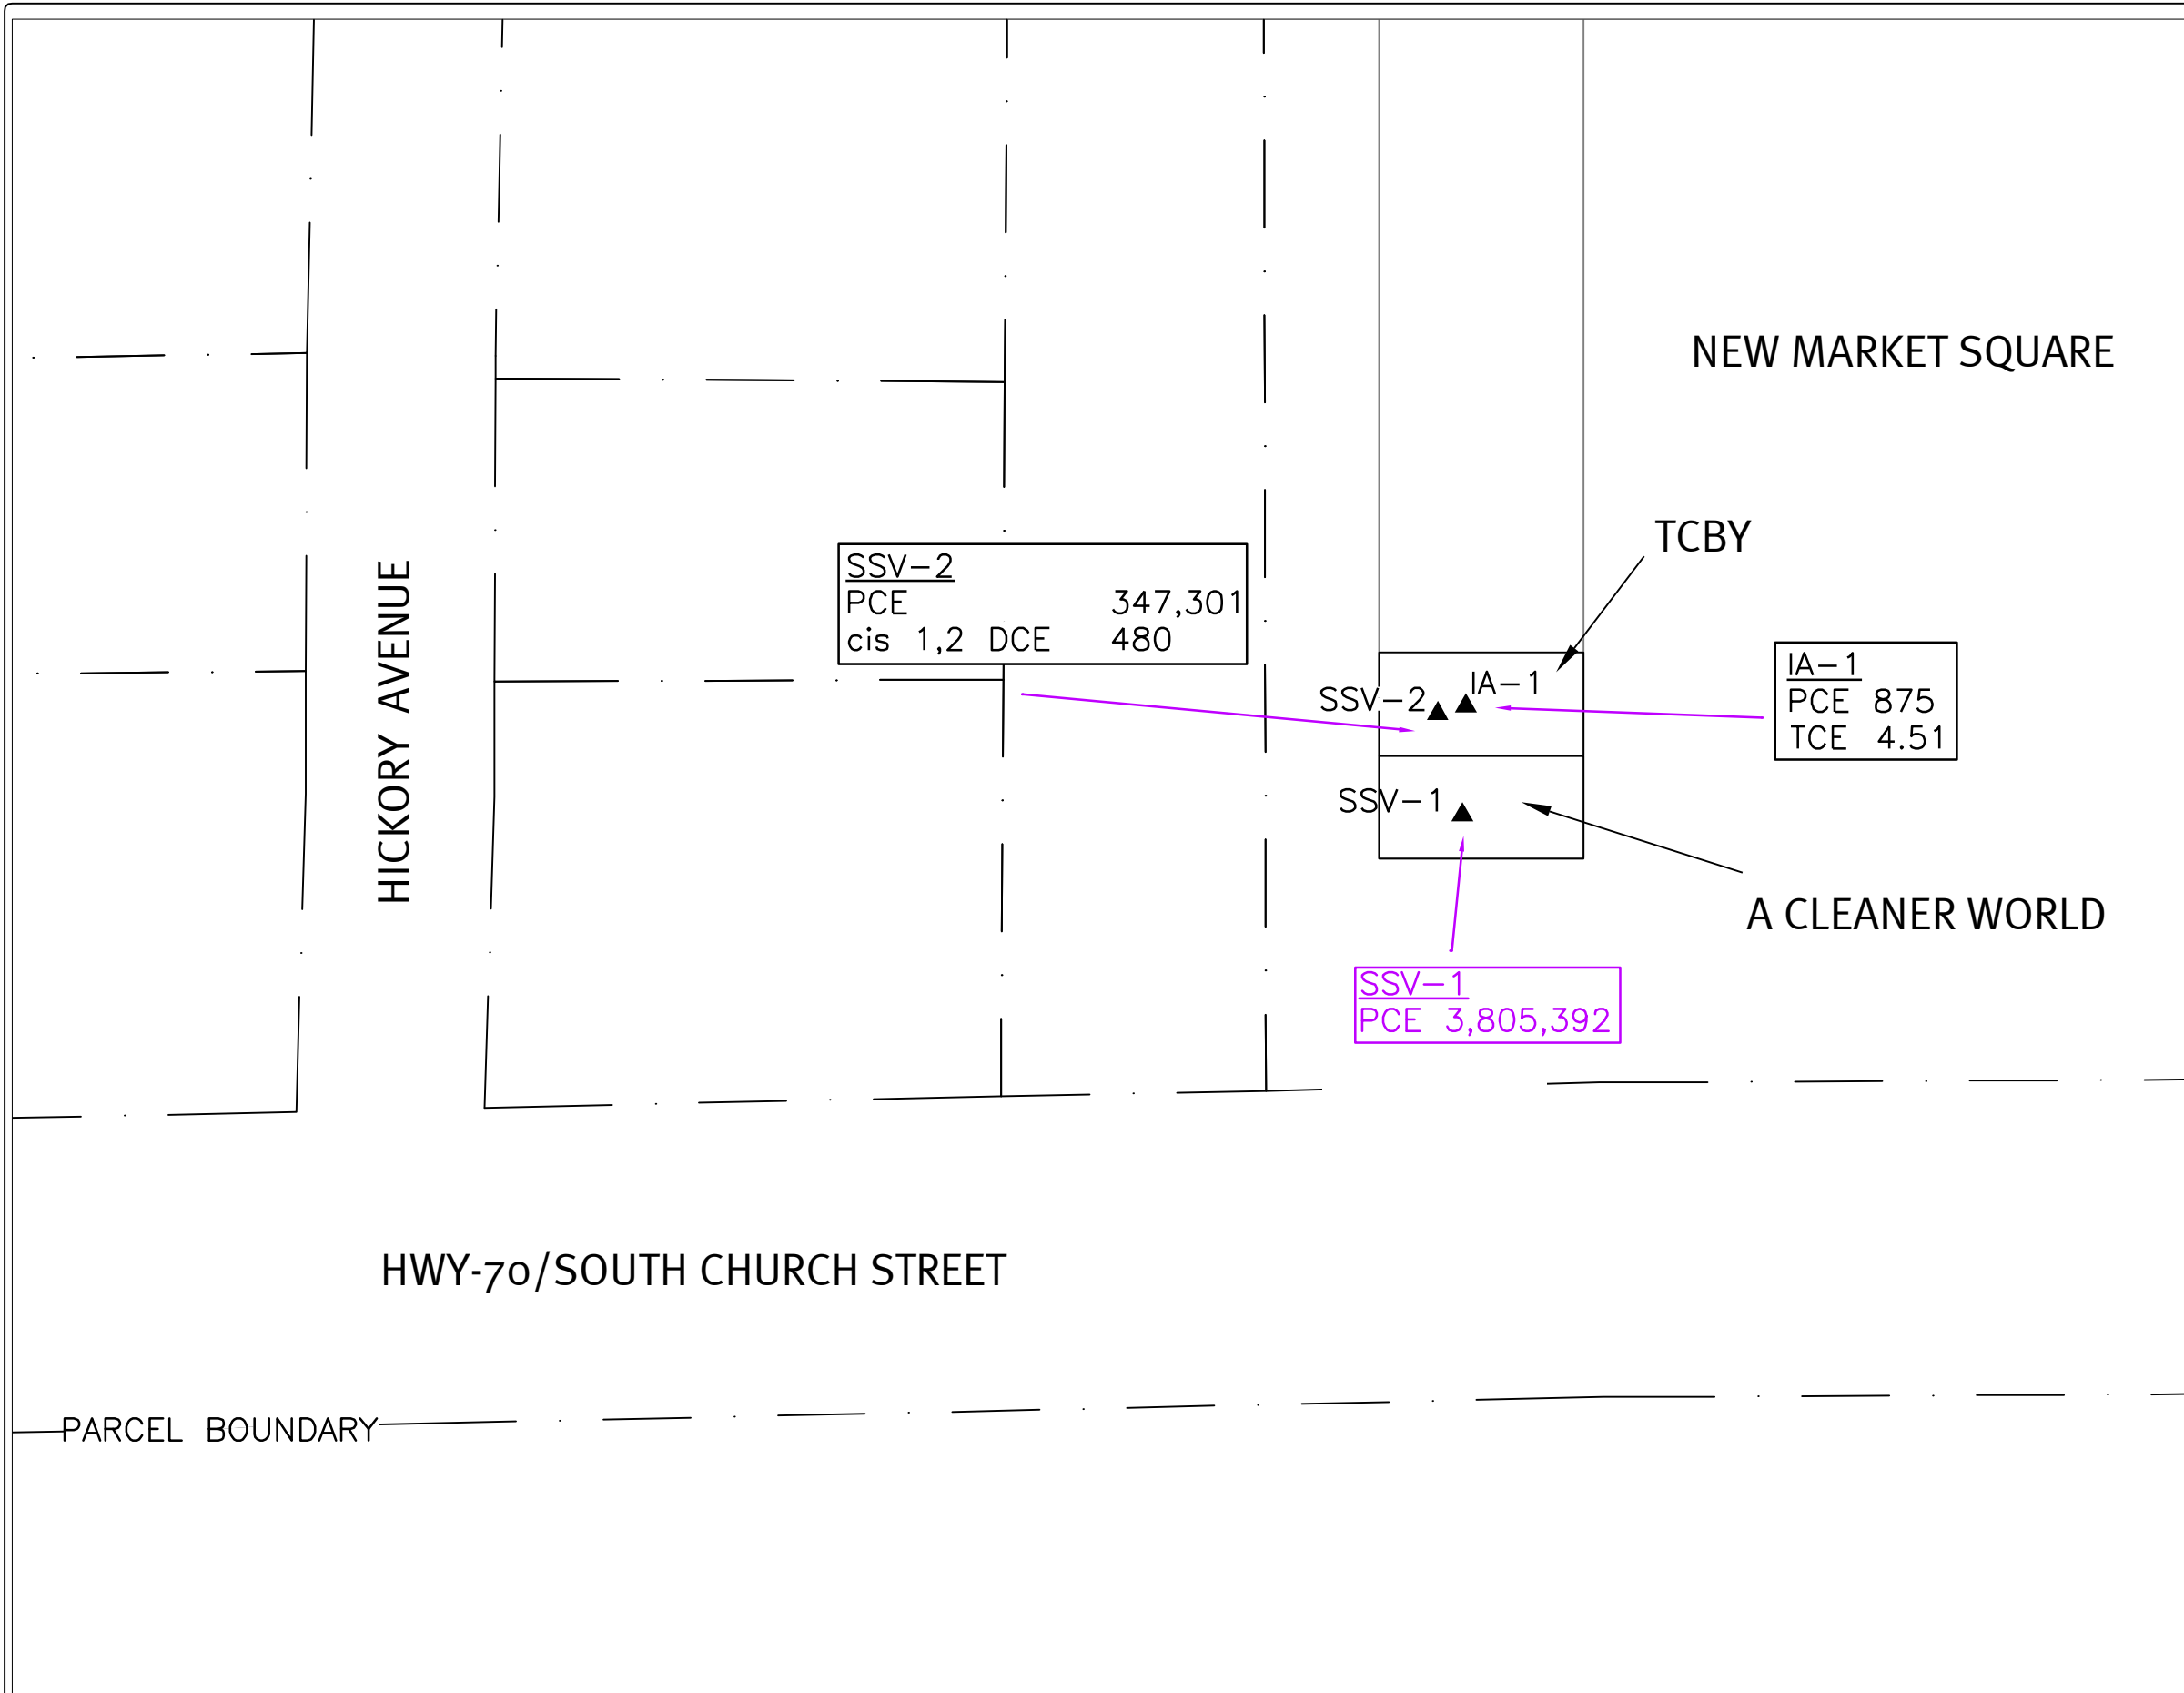 NEW MARKET SQUARE
TCBY
SSV-2
PCE 347,301
cis 1,2 DCE 480
HICKORY AVENUE
SSV-2
IA-1
IA-1
PCE 875
TCE 4.51
SSV-1
A CLEANER WORLD
SSV-1
PCE 3,805,392
HWY-70/SOUTH CHURCH STREET
PARCEL BOUNDARY